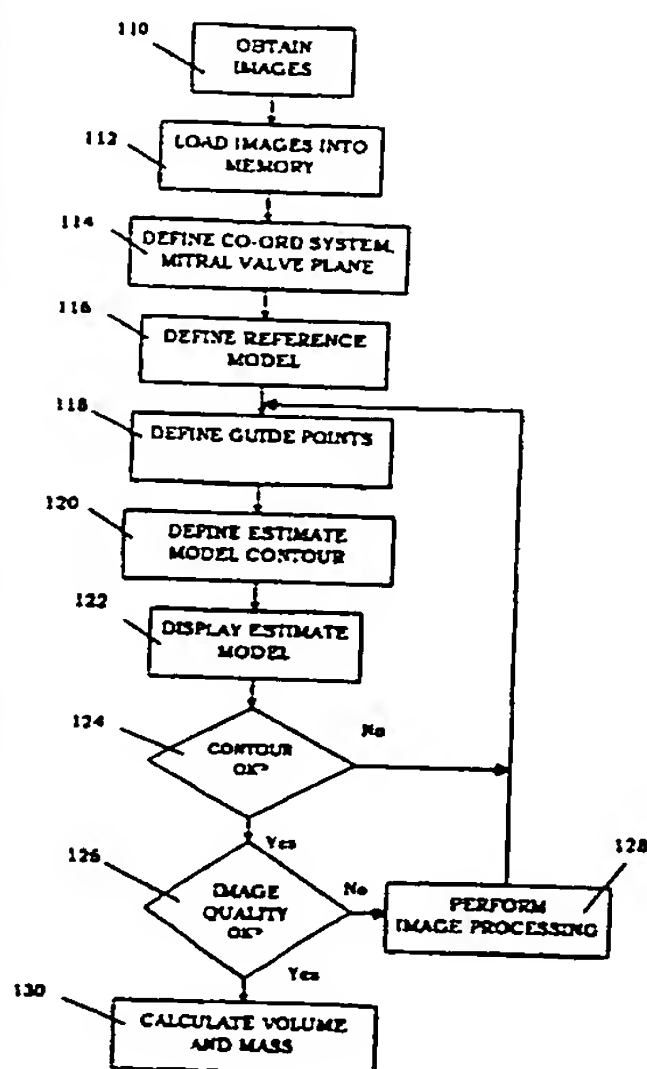 110
OBTAIN
IMAGES
112
LOAD IMAGES INTO
MEMORY
114
DEFINE CO-ORD SYSTEM,
MITRAL VALVE PLANE
116
DEFINE REFERENCE
MODEL
118
DEFINE GUIDE POINTS
120
DEFINE ESTIMATE
MODEL CONTOUR
122
DISPLAY ESTIMATE
MODEL
124
No
CONTOUR
OK?
Yes
126
No
IMAGE
QUALITY
OK?
128
PERFORM
IMAGE PROCESSING
Yes
130
CALCULATE VOLUME
AND MASS